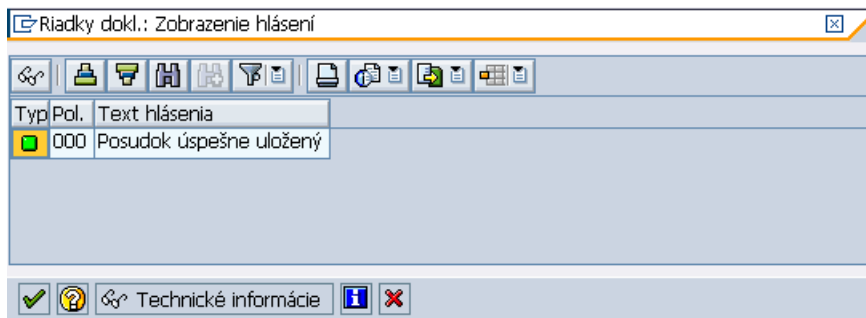 Riadky dokl.: Zobrazenie hlásení
Typ Pol. Text hlásenia
000 Posudok úspešne uložený
Technické informácie